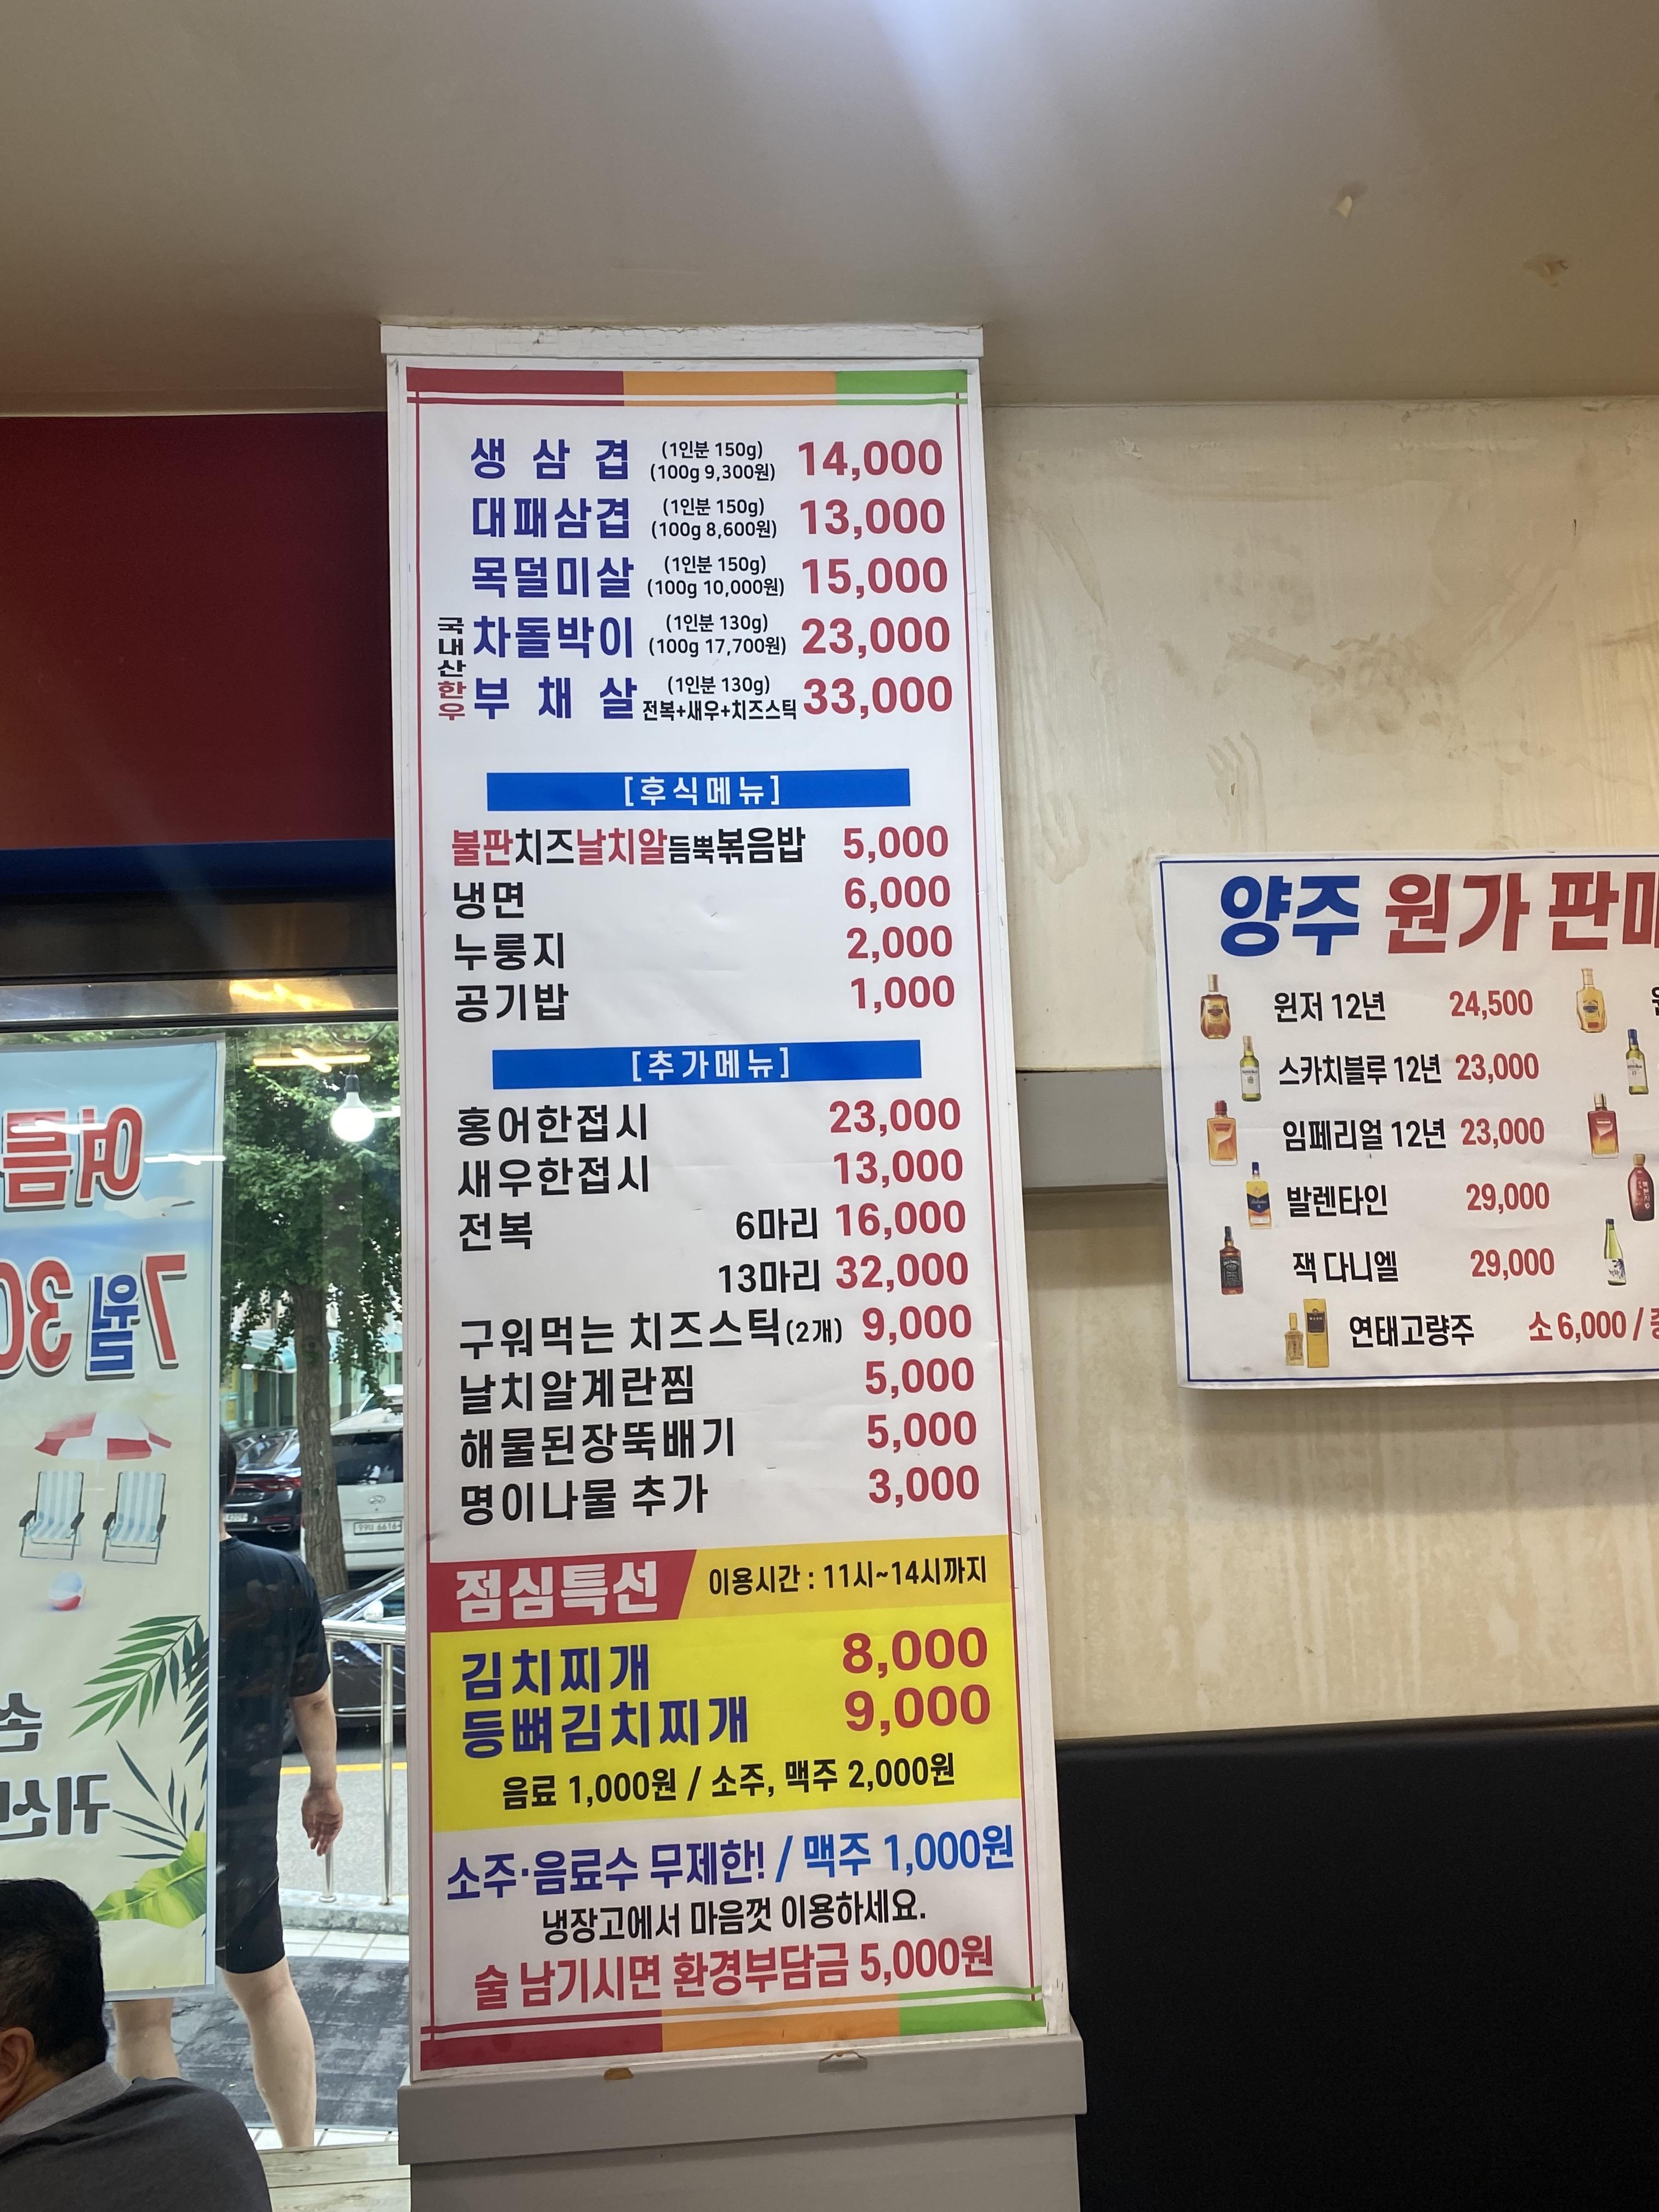 생 삼 겹 (1인분 150g) (100g 9,300원) 14,000
대패삼겹 (1인분 150g) (100g 8,600원) 13,000
목덜미살 (1인분 150g) (100g 10,000원) 15,000
국내산한우
차돌박이 (1인분 130g) (100g 17,700원) 23,000
부 채 살 (1인분 130g) 전복+새우+치즈스틱 33,000
[후식메뉴]
불판치즈날치알듬뿍볶음밥 5,000
냉면 6,000
누룽지 2,000
공기밥 1,000
[추가메뉴]
홍어한접시 23,000
새우한접시 13,000
전복 6마리 16,000
13마리 32,000
구워먹는 치즈스틱(2개) 9,000
날치알계란찜 5,000
해물된장뚝배기 5,000
명이나물 추가 3,000
점심특선 이용시간 : 11시~14시까지
김치찌개 8,000
등뼈김치찌개 9,000
음료 1,000원 / 소주, 맥주 2,000원
소주·음료수 무제한! / 맥주 1,000원
냉장고에서 마음껏 이용하세요.
술 남기시면 환경부담금 5,000원
양주 원가 판매
윈저 12년 24,500
스카치블루 12년 23,000
임페리얼 12년 23,000
발렌타인 29,000
잭 다니엘 29,000
연태고량주 소 6,000 /
여름
7월 30